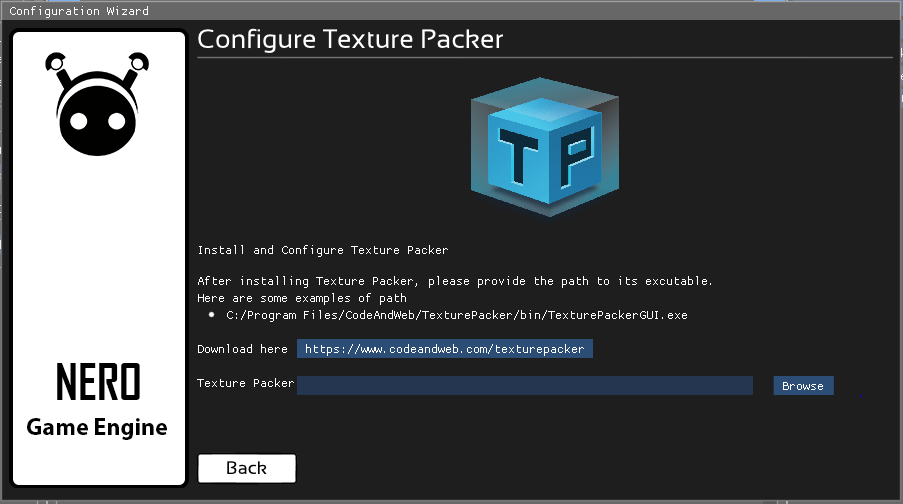 Configuration Wizard
Configure Texture Packer
TP
Install and Configure Texture Packer
After installing Texture Packer, please provide the path to its excutable.
Here are some examples of path
C:/Program Files/CodeAndWeb/TexturePacker/bin/TexturePackerGUI.exe
Download here https://www.codeandweb.com/texturepacker
Texture Packer Browse
NERO
Game Engine
Back